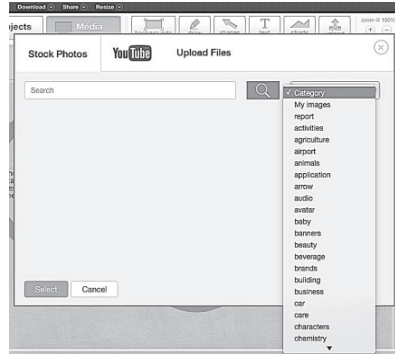 Download Share Resize
jects Media text charts zoom @ 100%
Stock Photos YouTube Upload Files
Search
✓ Category
My images
report
activities
agriculture
airport
animals
application
arrow
audio
avatar
baby
banners
beauty
beverage
brands
building
business
car
care
characters
chemistry
Select Cancel